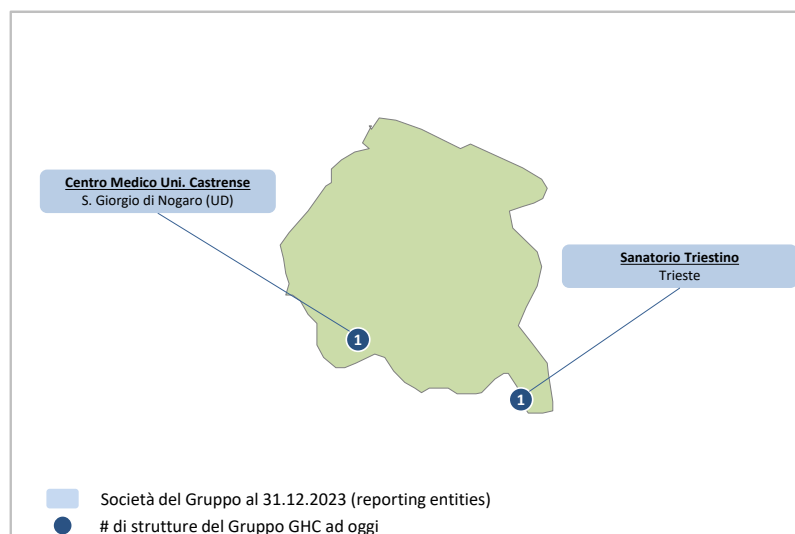 Centro Medico Uni. Castrense
S. Giorgio di Nogaro (UD)
Sanatorio Triestino
Trieste
1
1
Società del Gruppo al 31.12.2023 (reporting entities)
# di strutture del Gruppo GHC ad oggi